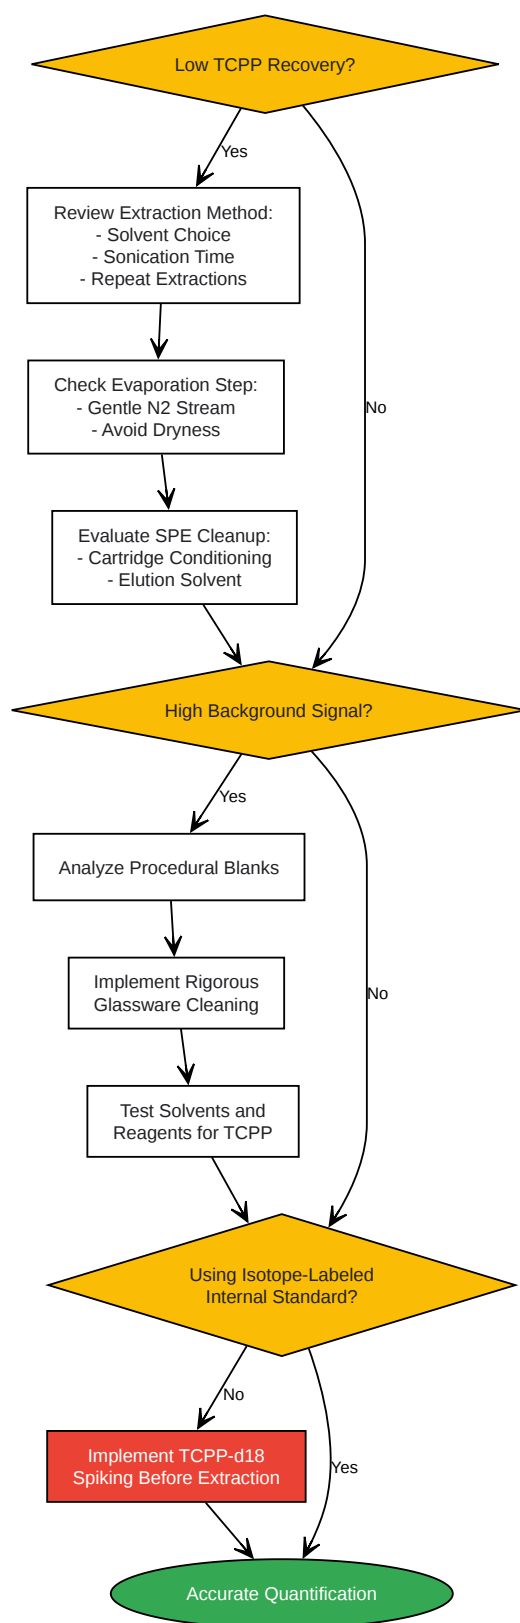 Low TCPP Recovery?
Yes
Review Extraction Method:
- Solvent Choice
- Sonication Time
- Repeat Extractions
Check Evaporation Step:
- Gentle N2 Stream
- Avoid Dryness
No
Evaluate SPE Cleanup:
- Cartridge Conditioning
- Elution Solvent
High Background Signal?
Yes
Analyze Procedural Blanks
Implement Rigorous
Glassware Cleaning
No
Test Solvents and
Reagents for TCPP
Using Isotope-Labeled
Internal Standard?
No
Implement TCPP-d18
Spiking Before Extraction
Yes
Accurate Quantification